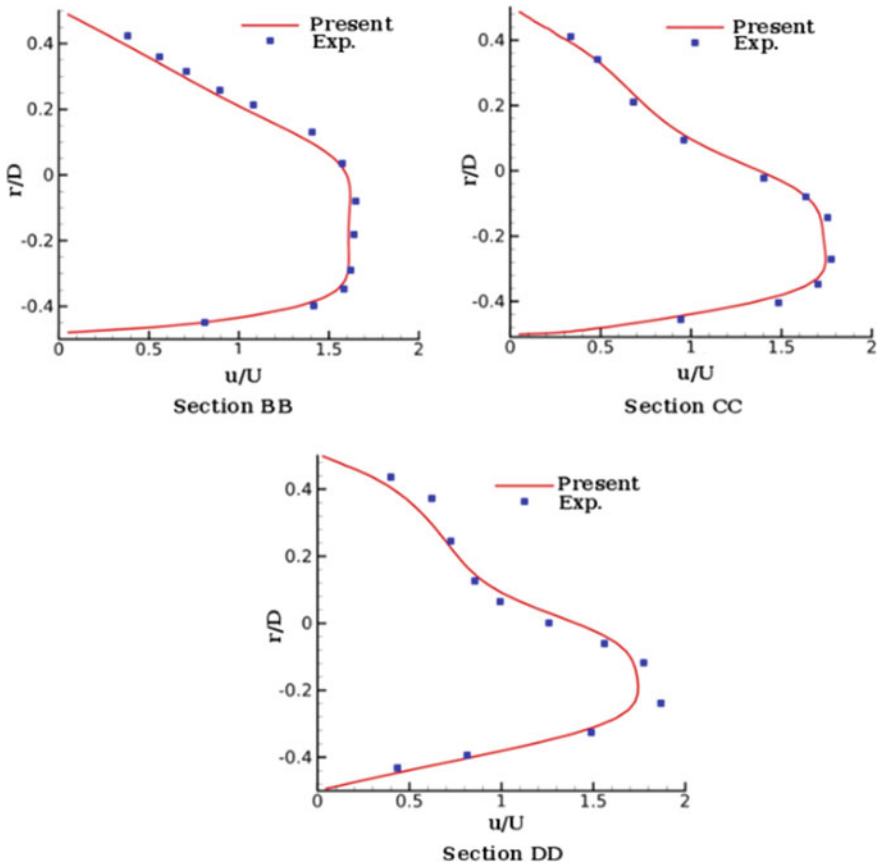 Present
Exp.
0.4
0.2
0
-0.2
-0.4
r/D
0
0.5
1
1.5
2
u/U
Section BB
Present
Exp.
0.4
0.2
0
-0.2
-0.4
r/D
0
0.5
1
1.5
2
u/U
Section CC
Present
Exp.
0.4
0.2
0
-0.2
-0.4
r/D
0
0.5
1
1.5
2
u/U
Section DD